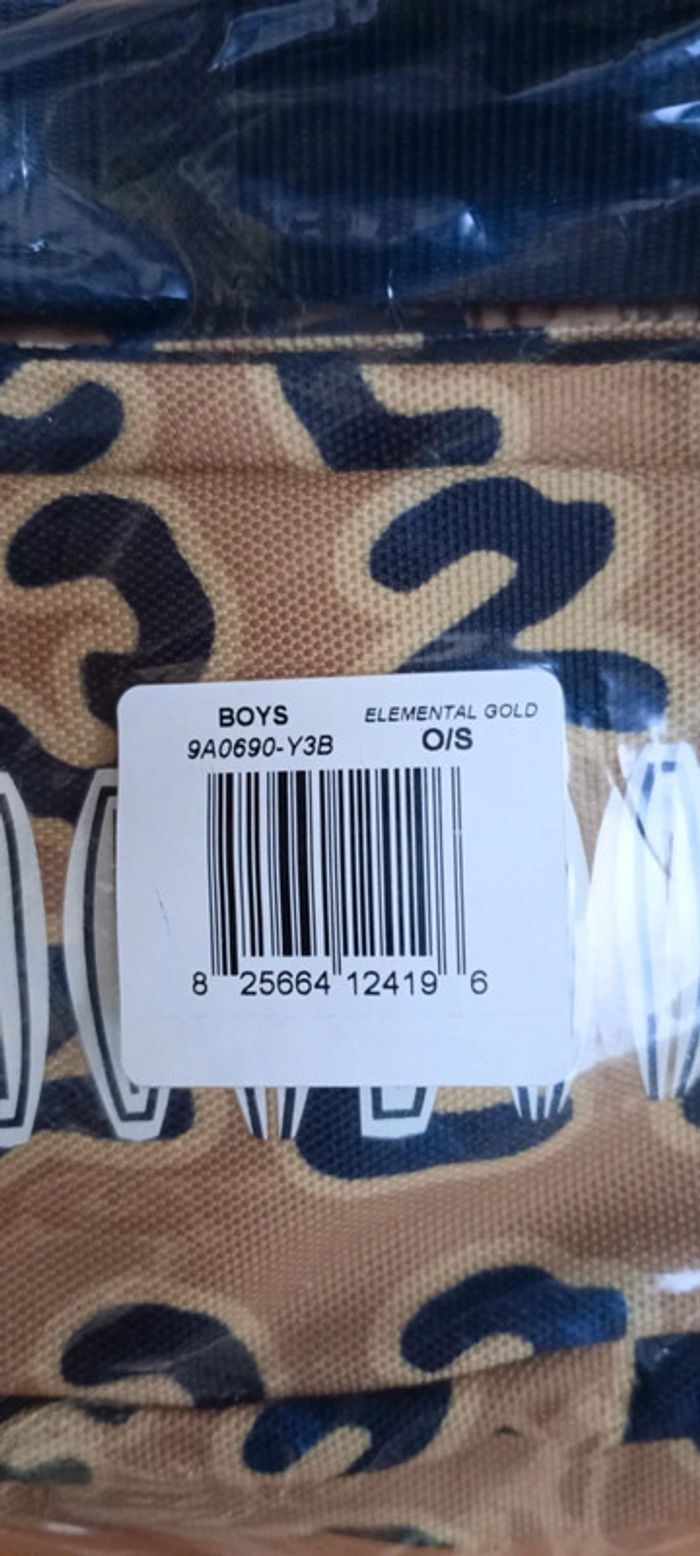 BOYS ELEMENTAL GOLD
9A0690-Y3B O/S
8 25664 12419 6